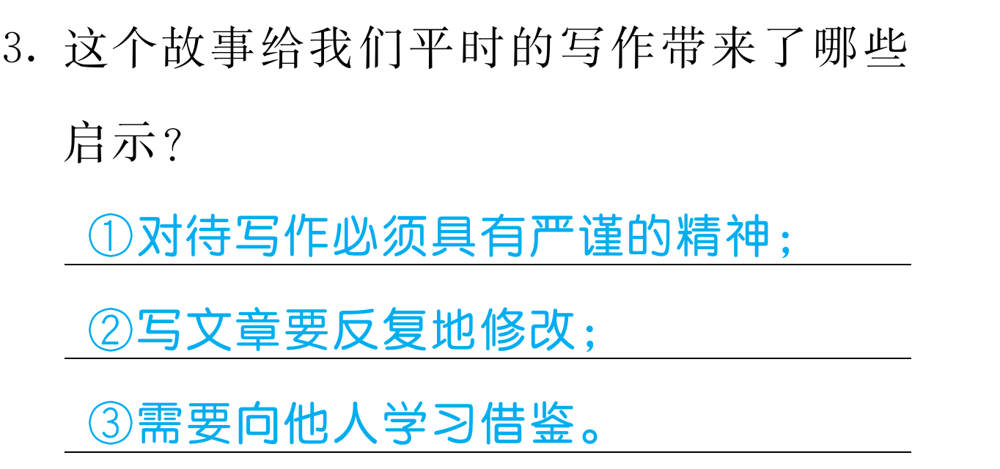 3. 这个故事给我们平时的写作带来了哪些
启示?
①对待写作必须具有严谨的精神;
②写文章要反复地修改;
③需要向他人学习借鉴。